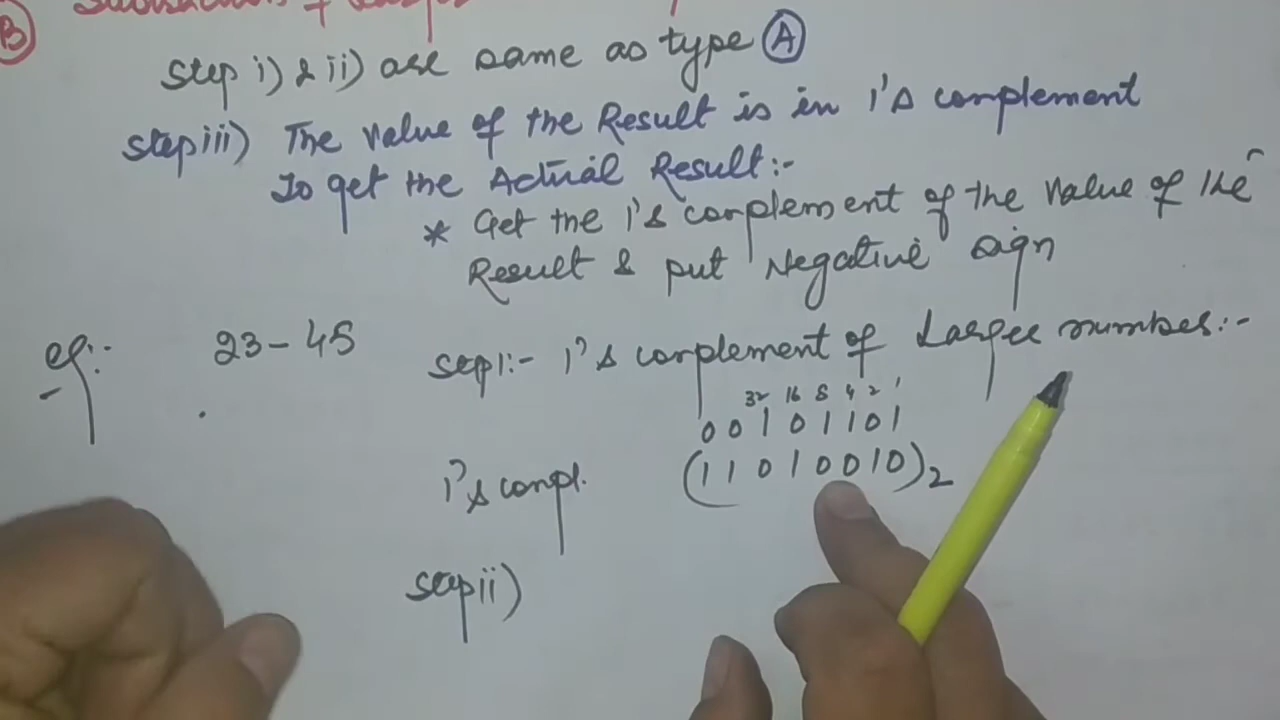 B
step i) & ii) are same as type A
step iii) The value of the Result is in 1's complement
To get the Actual Result:-
* Get the 1's complement of the value of the
Result & put Negative sign
eg:- 23-45
step1:- 1's complement of Larger number:-
32 16 8 4 2 1
0 0 1 0 1 1 0 1
1's compl. (1 1 0 1 0 0 1 0)2
step ii)